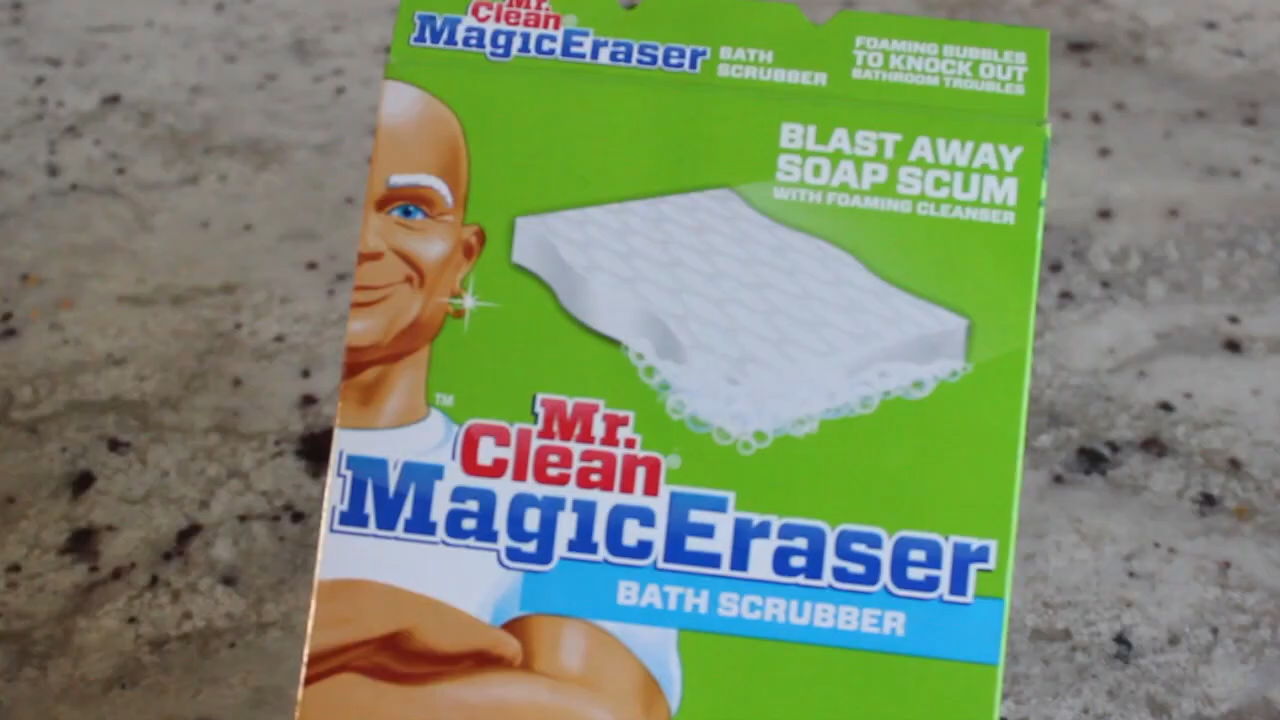 Mr.
Clean
MagicEraser
BATH
SCRUBBER
FOAMING BUBBLES
TO KNOCK OUT
BATHROOM TROUBLES
BLAST AWAY
SOAP SCUM
WITH FOAMING CLEANSER
TM
Mr.
Clean®
MagicEraser
BATH SCRUBBER